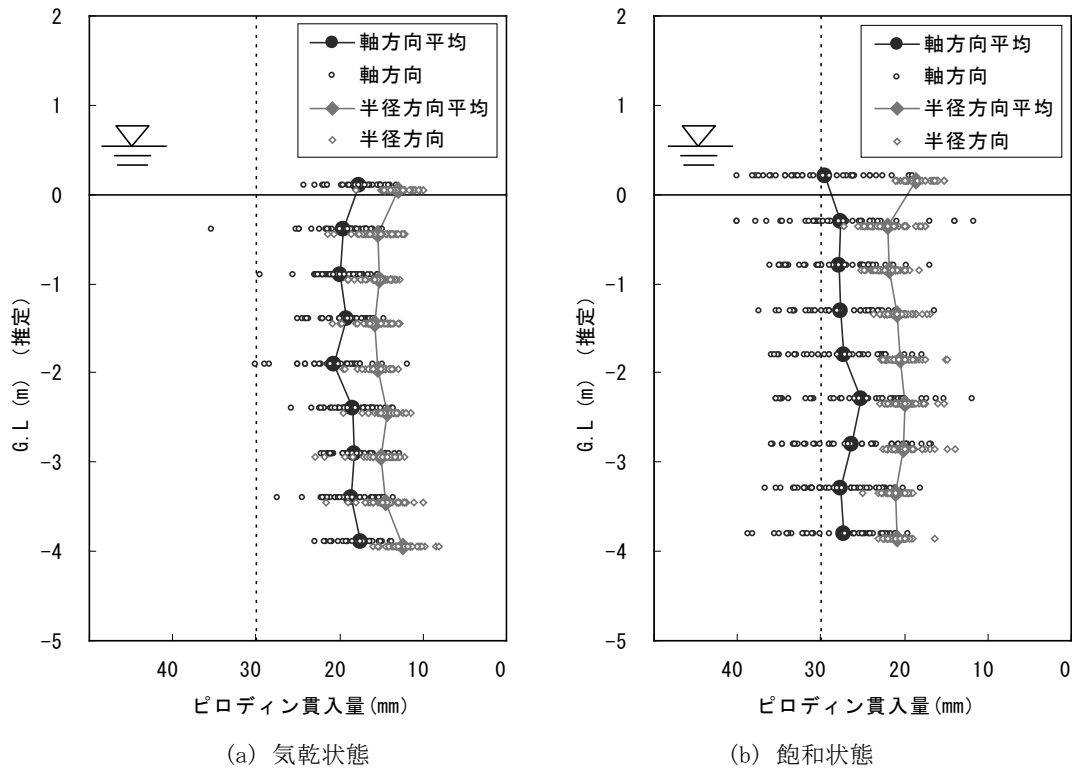 2
1
0
-1
-2
-3
-4
-5
G.L (m) (推定)
40
30
20
10
0
ピロディン貫入量(mm)
軸方向平均
軸方向
半径方向平均
半径方向
(a) 気乾状態
2
1
0
-1
-2
-3
-4
-5
G.L (m) (推定)
40
30
20
10
0
ピロディン貫入量(mm)
軸方向平均
軸方向
半径方向平均
半径方向
(b) 飽和状態